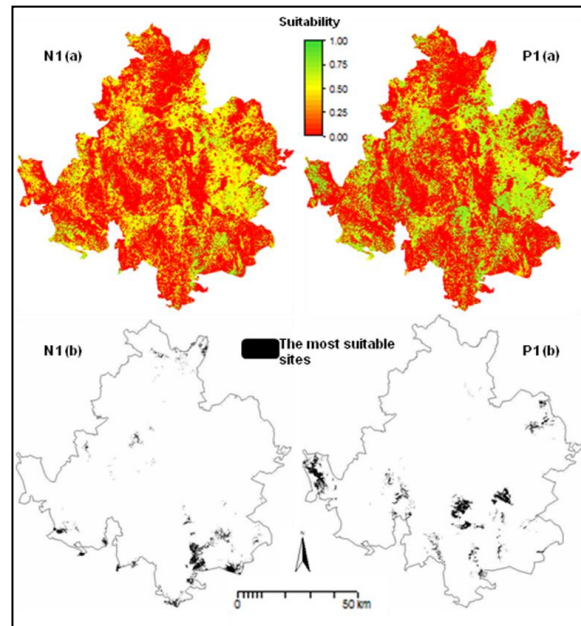 Suitability
N1(a)
1.00
0.75
0.50
0.25
0.00
P1(a)
N1(b)
The most suitable
sites
P1(b)
N
0
50 km